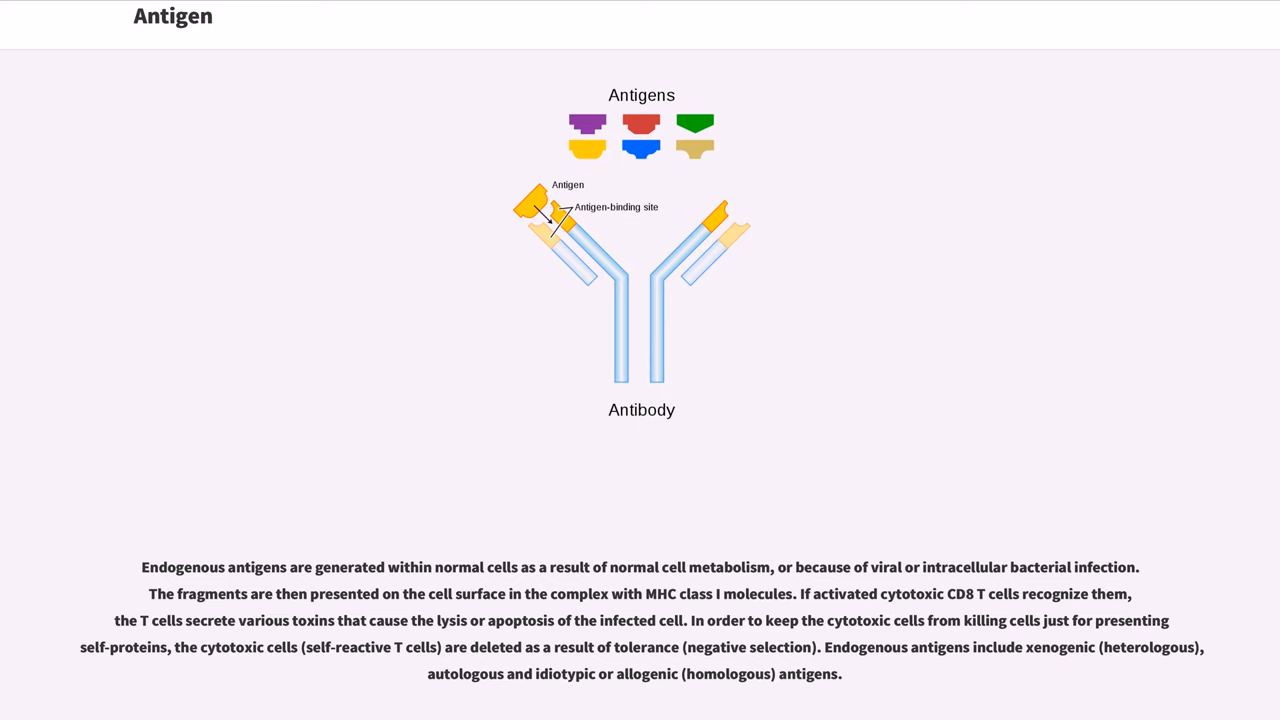 Antigen
Antigens
Antigen
Antigen-binding site
Antibody
Endogenous antigens are generated within normal cells as a result of normal cell metabolism, or because of viral or intracellular bacterial infection.
The fragments are then presented on the cell surface in the complex with MHC class I molecules. If activated cytotoxic CD8 T cells recognize them,
the T cells secrete various toxins that cause the lysis or apoptosis of the infected cell. In order to keep the cytotoxic cells from killing cells just for presenting
self-proteins, the cytotoxic cells (self-reactive T cells) are deleted as a result of tolerance (negative selection). Endogenous antigens include xenogenic (heterologous),
autologous and idiotypic or allogenic (homologous) antigens.